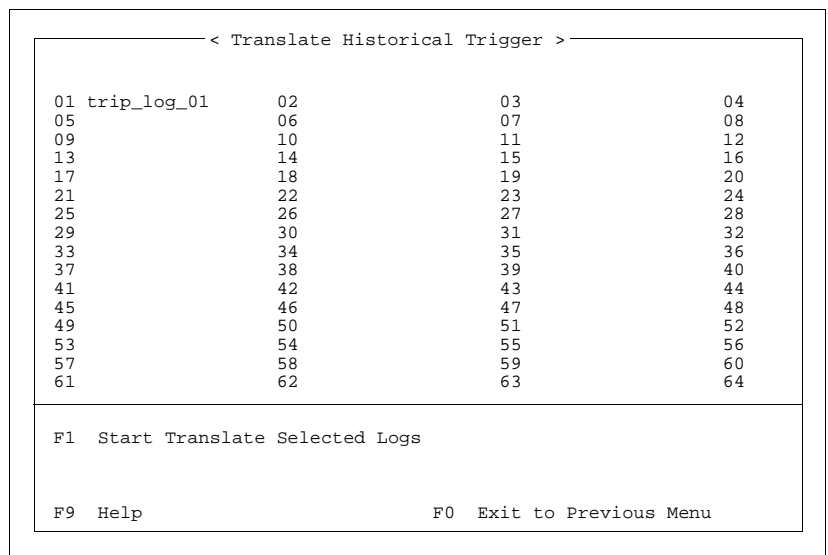 < Translate Historical Trigger >
01 trip_log_01 02 03 04
05 06 07 08
09 10 11 12
13 14 15 16
17 18 19 20
21 22 23 24
25 26 27 28
29 30 31 32
33 34 35 36
37 38 39 40
41 42 43 44
45 46 47 48
49 50 51 52
53 54 55 56
57 58 59 60
61 62 63 64
F1 Start Translate Selected Logs
F9 Help F0 Exit to Previous Menu